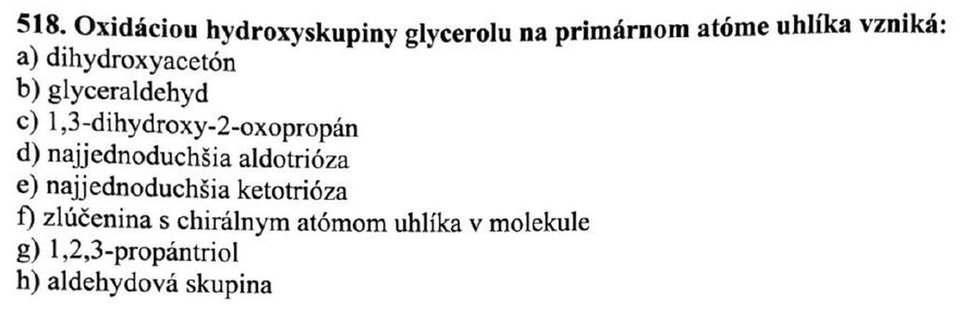 518. Oxidáciou hydroxyskupiny glycerolu na primárnom atóme uhlíka vzniká:
a) dihydroxyacetón
b) glyceraldehyd
c) 1,3-dihydroxy-2-oxopropán
d) najjednoduchšia aldotrióza
e) najjednoduchšia ketotrióza
f) zlúčenina s chirálnym atómom uhlíka v molekule
g) 1,2,3-propántriol
h) aldehydová skupina